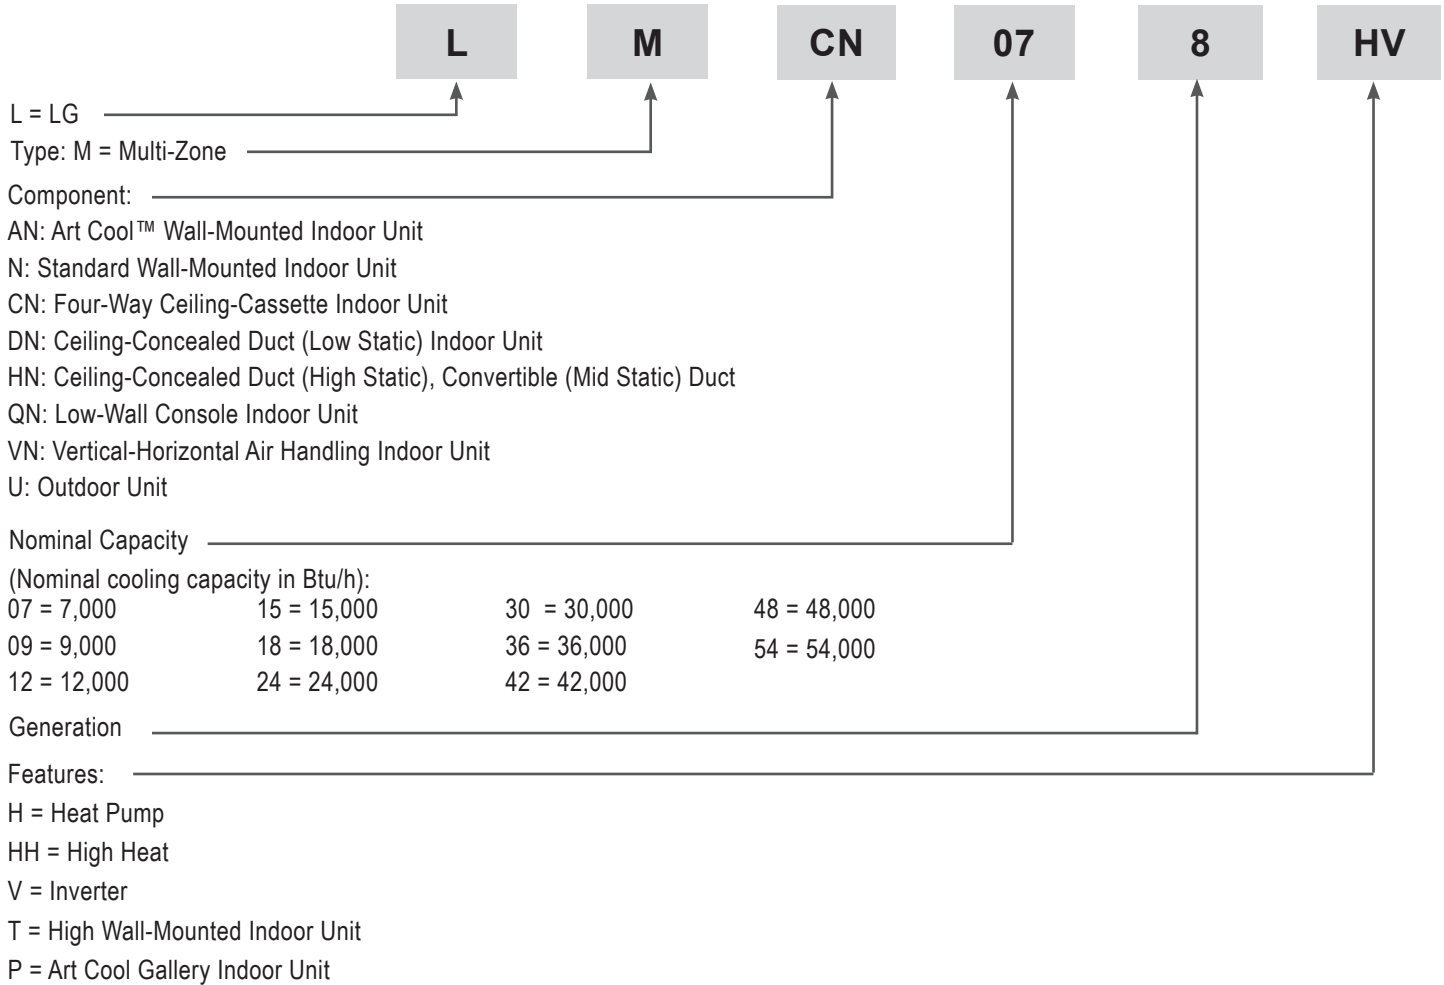 L M CN 07 8 HV
L = LG
Type: M = Multi-Zone
Component:
AN: Art Cool™ Wall-Mounted Indoor Unit
N: Standard Wall-Mounted Indoor Unit
CN: Four-Way Ceiling-Cassette Indoor Unit
DN: Ceiling-Concealed Duct (Low Static) Indoor Unit
HN: Ceiling-Concealed Duct (High Static), Convertible (Mid Static) Duct
QN: Low-Wall Console Indoor Unit
VN: Vertical-Horizontal Air Handling Indoor Unit
U: Outdoor Unit
Nominal Capacity
(Nominal cooling capacity in Btu/h):
07 = 7,000 15 = 15,000 30 = 30,000 48 = 48,000
09 = 9,000 18 = 18,000 36 = 36,000 54 = 54,000
12 = 12,000 24 = 24,000 42 = 42,000
Generation
Features:
H = Heat Pump
HH = High Heat
V = Inverter
T = High Wall-Mounted Indoor Unit
P = Art Cool Gallery Indoor Unit